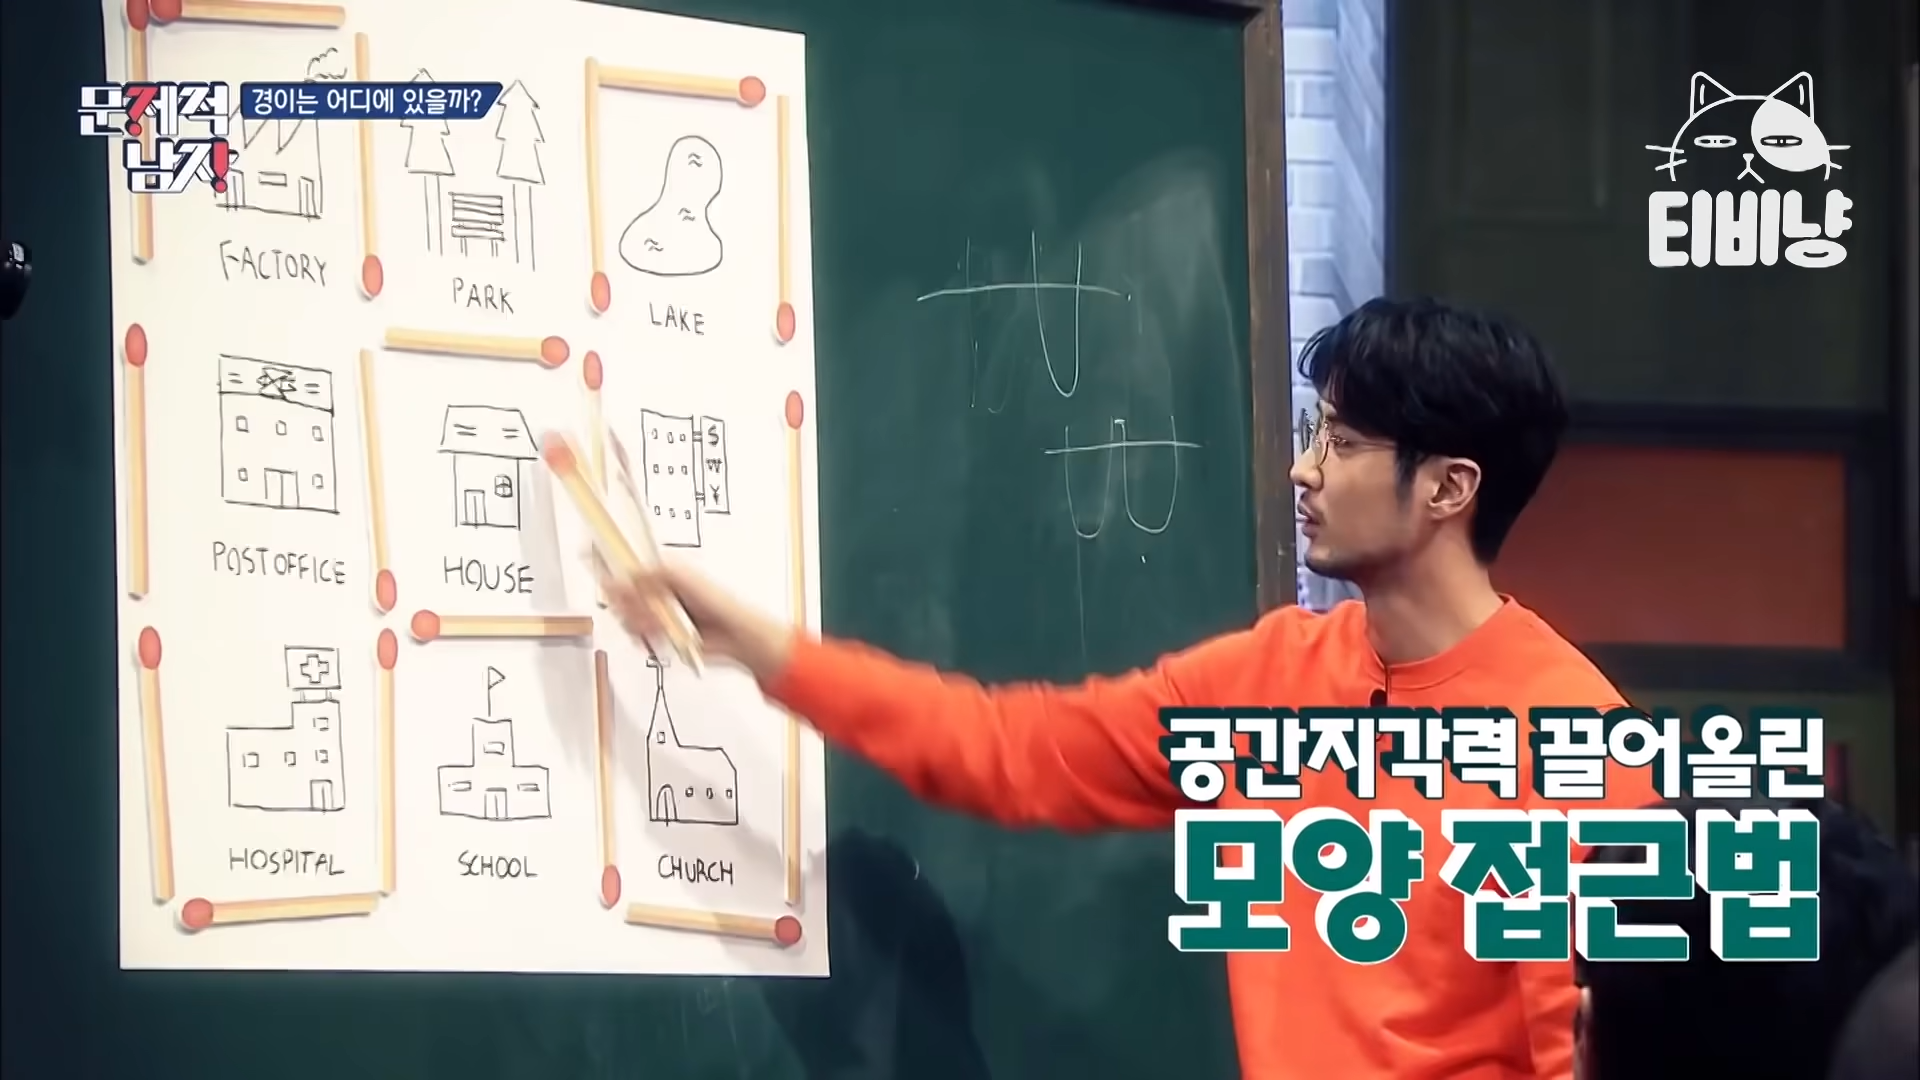 문제적
남자
경이는 어디에 있을까?
티비냥
FACTORY
PARK
LAKE
POST OFFICE
HOUSE
$
₩
¥
HOSPITAL
SCHOOL
CHURCH
공간지각력 끌어올린
모양 접근법